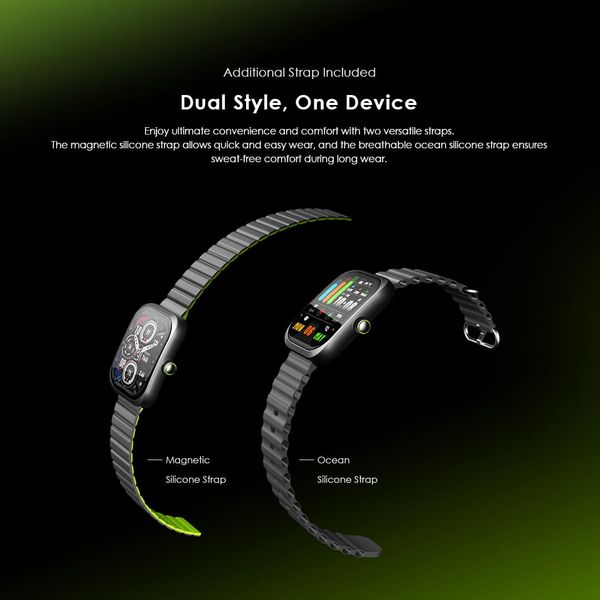 Additional Strap Included
Dual Style, One Device
Enjoy ultimate convenience and comfort with two versatile straps.
The magnetic silicone strap allows quick and easy wear, and the breathable ocean silicone strap ensures
sweat-free comfort during long wear.
Magnetic
Silicone Strap
Ocean
Silicone Strap